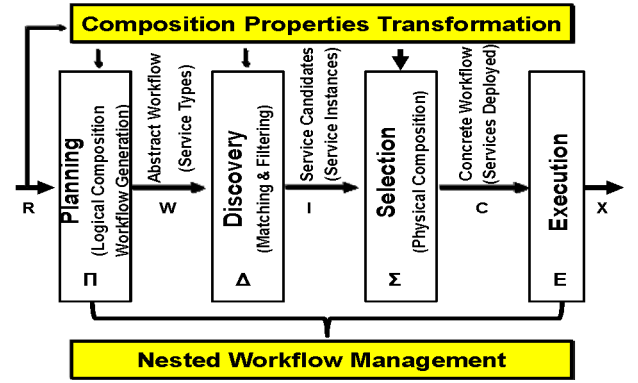 Composition Properties Transformation
R
Planning
(Logical Composition
Workflow Generation)
Π
Abstract Workflow
(Service Types)
W
Discovery
(Matching & Filtering)
Δ
Service Candidates
(Service Instances)
I
Selection
(Physical Composition)
Σ
Concrete Workflow
(Services Deployed)
C
Execution
E
X
Nested Workflow Management